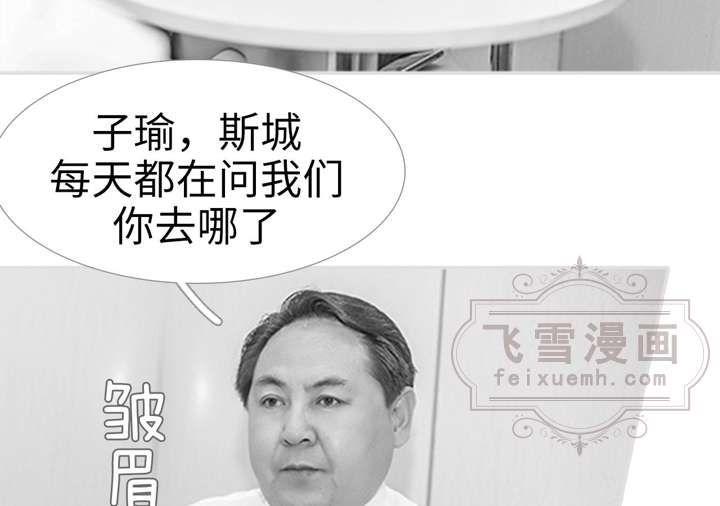 子瑜，斯城
每天都在问我们
你去哪了
飞雪漫画
feixuemh.com
皱
眉